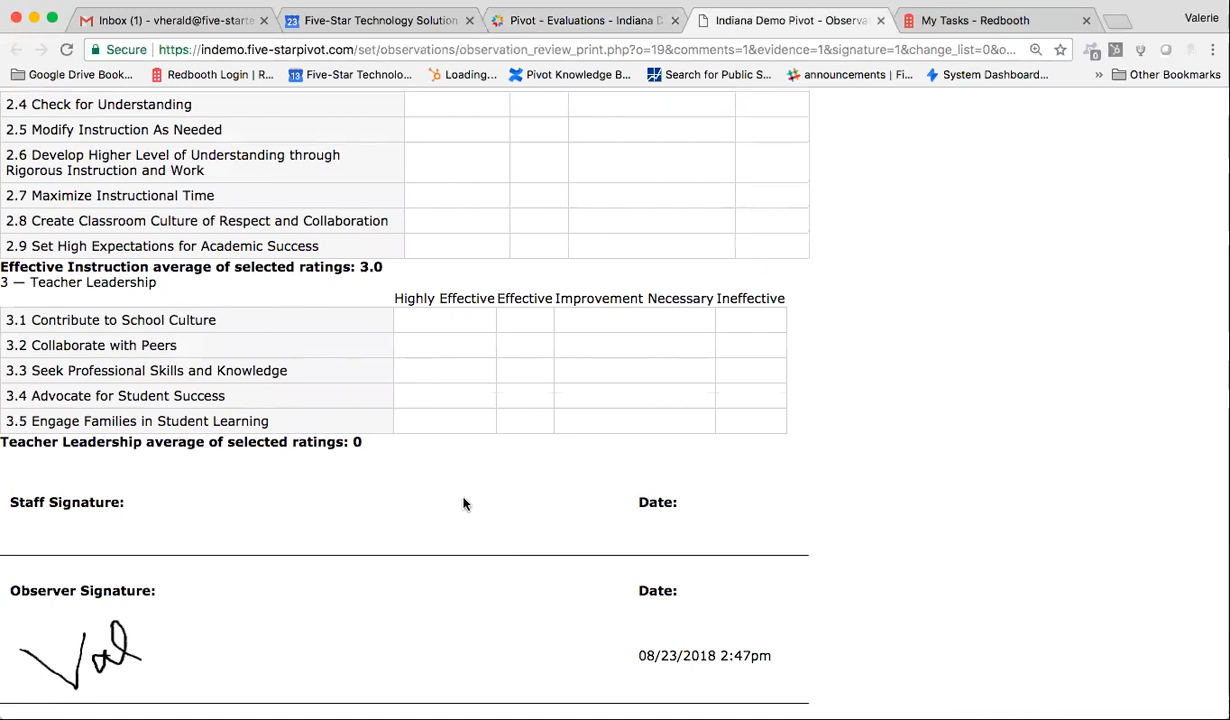 Inbox (1) - vherald@five-starte
Five-Star Technology Solution
Pivot - Evaluations - Indiana D
Indiana Demo Pivot - Observa
My Tasks - Redbooth
Valerie
Secure | https://indemo.five-starpivot.com/set/observations/observation_review_print.php?o=19&comments=1&evidence=1&signature=1&change_list=0&o...
Google Drive Book...
Redbooth Login | R...
Five-Star Technolo...
Loading...
Pivot Knowledge B...
Search for Public S...
announcements | Fi...
System Dashboard...
»
Other Bookmarks
2.4 Check for Understanding
2.5 Modify Instruction As Needed
2.6 Develop Higher Level of Understanding through
Rigorous Instruction and Work
2.7 Maximize Instructional Time
2.8 Create Classroom Culture of Respect and Collaboration
2.9 Set High Expectations for Academic Success
Effective Instruction average of selected ratings: 3.0
3 — Teacher Leadership
Highly Effective Effective Improvement Necessary Ineffective
3.1 Contribute to School Culture
3.2 Collaborate with Peers
3.3 Seek Professional Skills and Knowledge
3.4 Advocate for Student Success
3.5 Engage Families in Student Learning
Teacher Leadership average of selected ratings: 0
Staff Signature: Date:
Observer Signature: Date:
Val 08/23/2018 2:47pm